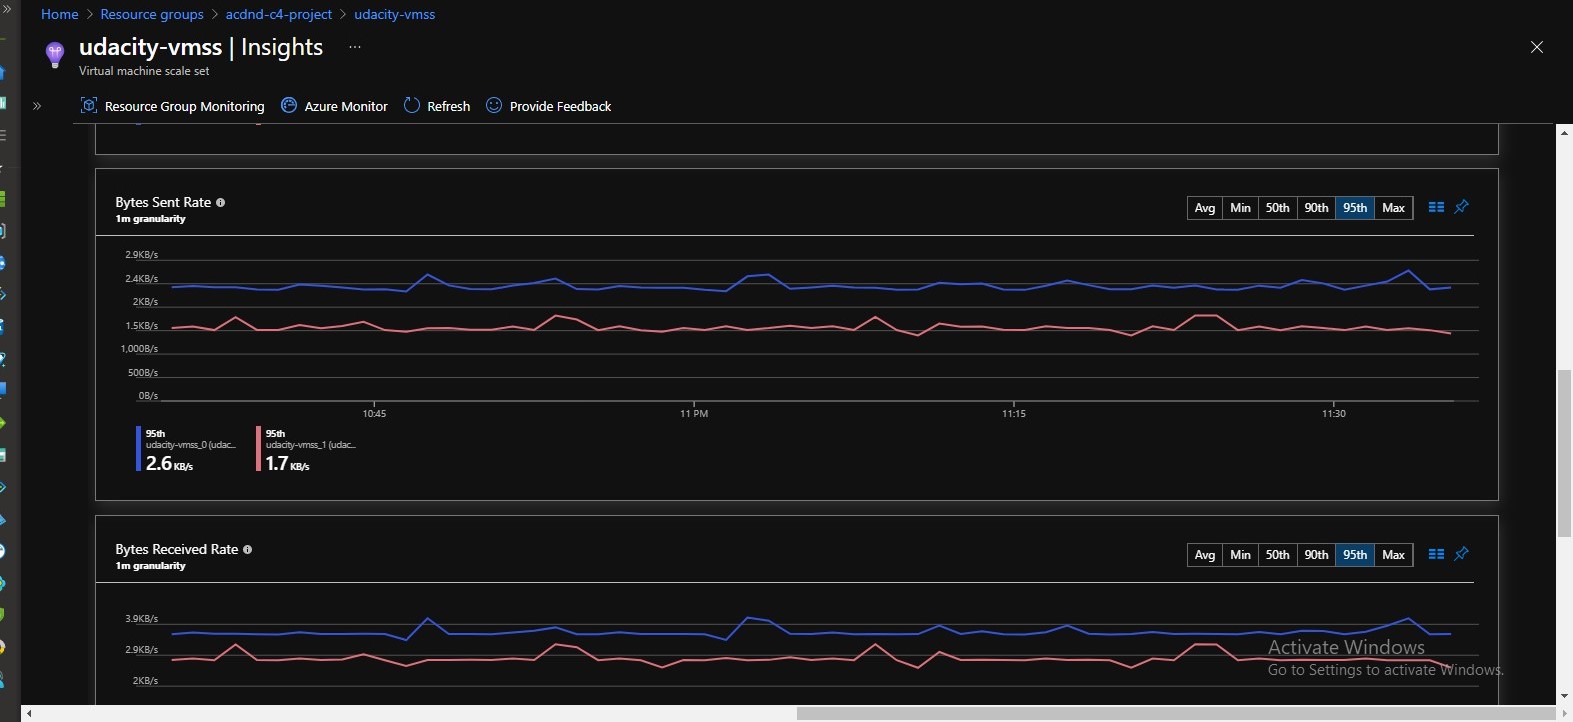 Home > Resource groups > acdnd-c4-project > udacity-vmss
udacity-vmss | Insights ...
Virtual machine scale set
Resource Group Monitoring Azure Monitor Refresh Provide Feedback
Bytes Sent Rate
1m granularity
Avg Min 50th 90th 95th Max
2.9KB/s
2.4KB/s
2KB/s
1.5KB/s
1,000B/s
500B/s
0B/s
10:45 11 PM 11:15 11:30
95th 95th
udacity-vmss_0 (udac... udacity-vmss_1 (udac...
2.6 KB/s 1.7 KB/s
Bytes Received Rate
1m granularity
Avg Min 50th 90th 95th Max
3.9KB/s
2.9KB/s
2KB/s
Activate Windows
Go to Settings to activate Windows.